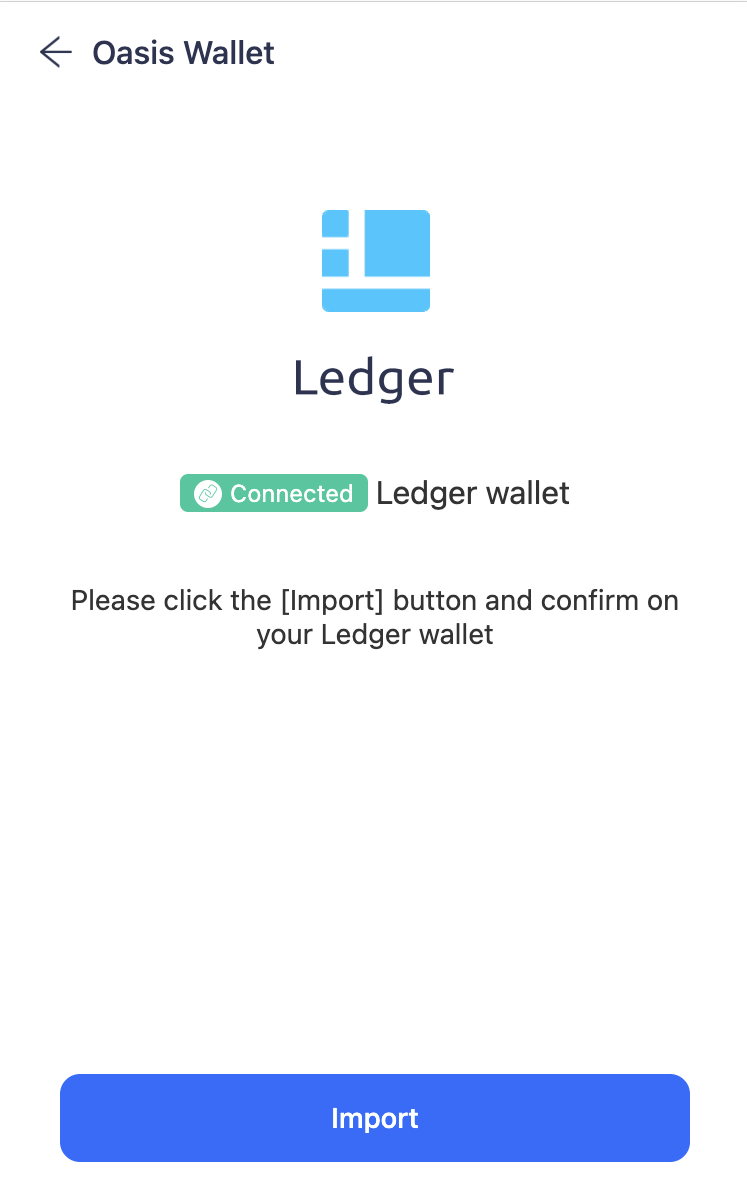 Oasis Wallet
Ledger
Connected Ledger wallet
Please click the [Import] button and confirm on
your Ledger wallet
Import